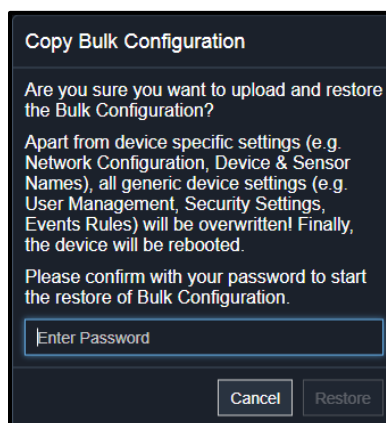 Copy Bulk Configuration
Are you sure you want to upload and restore
the Bulk Configuration?
Apart from device specific settings (e.g.
Network Configuration, Device & Sensor
Names), all generic device settings (e.g.
User Management, Security Settings,
Events Rules) will be overwritten! Finally,
the device will be rebooted.
Please confirm with your password to start
the restore of Bulk Configuration.
Enter Password
Cancel Restore